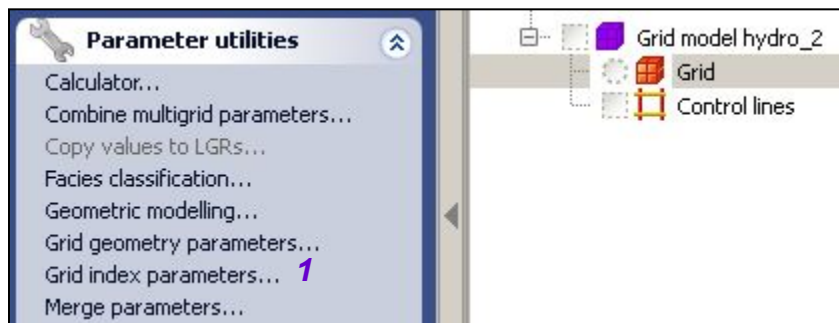 Parameter utilities
Calculator...
Combine multigrid parameters...
Copy values to LGRs...
Facies classification...
Geometric modelling...
Grid geometry parameters...
Grid index parameters... 1
Merge parameters...
Grid model hydro_2
Grid
Control lines